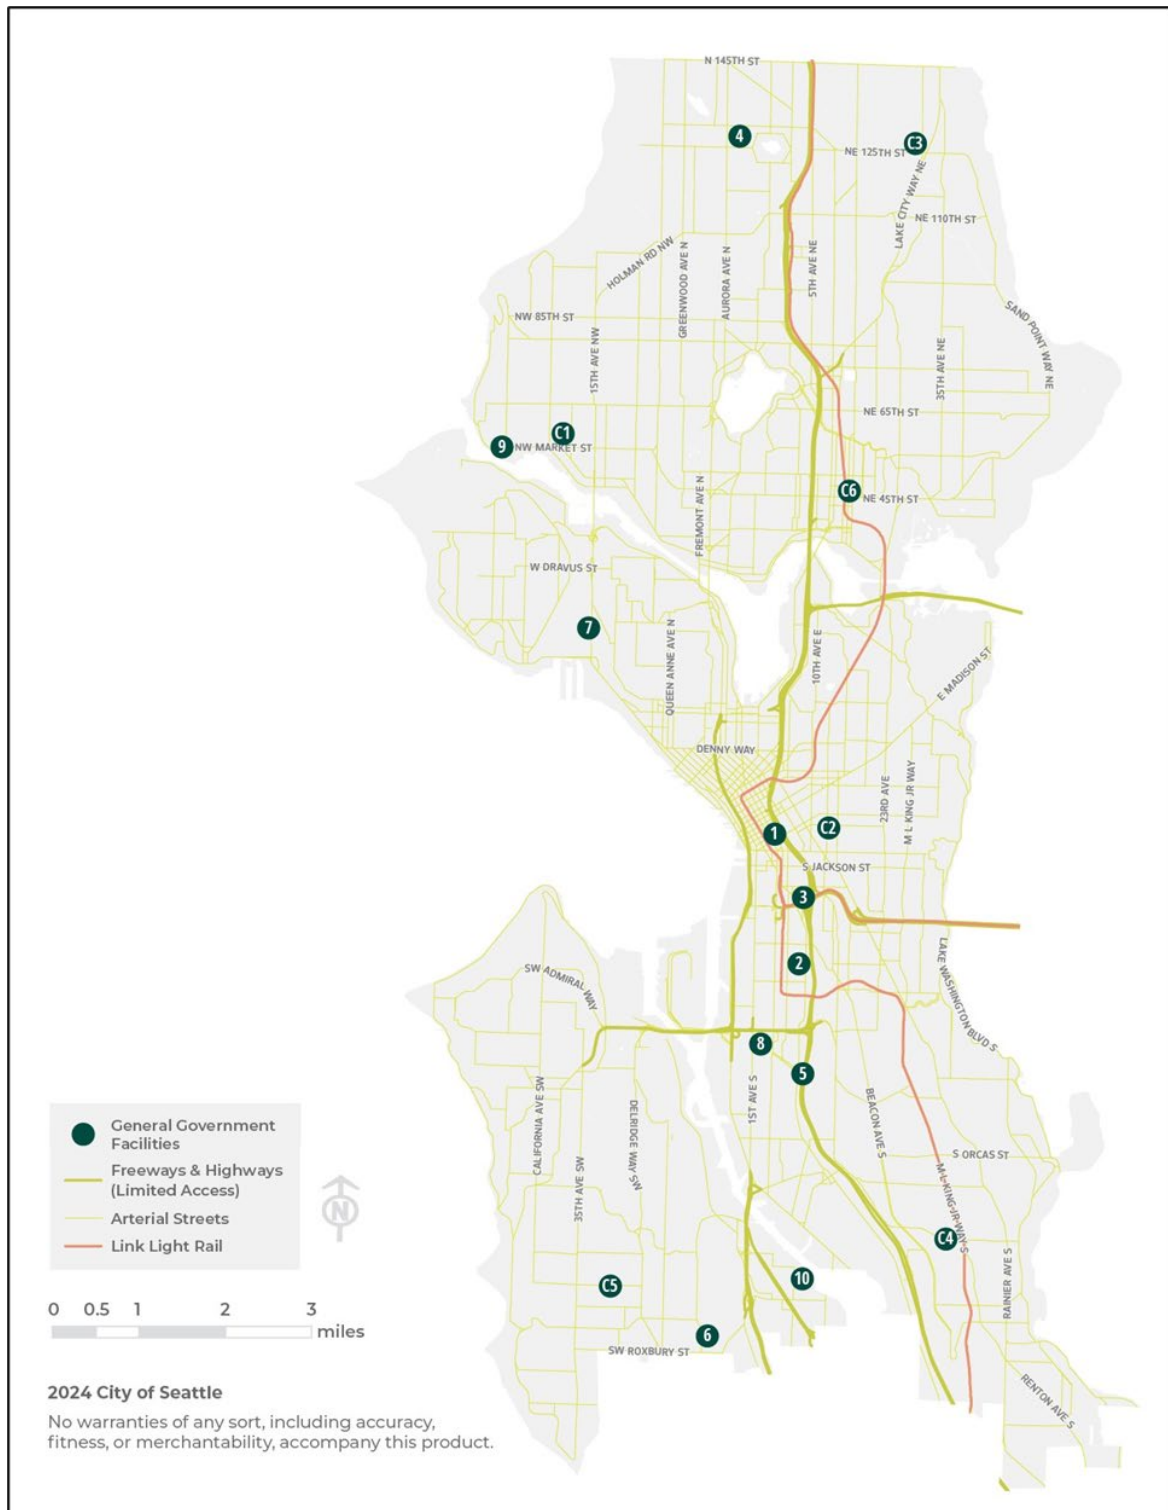 N 145TH ST
4
C3
NE 125TH ST
LAKE CITY WAY NE
NE 110TH ST
HOLMAN RD NW
GREENWOOD AVE N
AURORA AVE N
5TH AVE NE
SAND POINT WAY NE
NW 85TH ST
15TH AVE NW
35TH AVE NE
NE 65TH ST
C1
9
NW MARKET ST
C6
NE 45TH ST
FREMONT AVE N
W DRAVUS ST
7
QUEEN ANNE AVE N
10TH AVE E
E MADISON ST
DENNY WAY
23RD AVE
M L KING JR WAY
1
C2
S JACKSON ST
3
2
SW ADMIRAL WAY
LAKE WASHINGTON BLVD S
8
5
1ST AVE S
CALIFORNIA AVE SW
DELRIDGE WAY SW
35TH AVE SW
BEACON AVE S
S ORCAS ST
M L KING JR WAY S
C4
RAINIER AVE S
10
C5
6
SW ROXBURY ST
RENTON AVE S
General Government
Facilities
Freeways & Highways
(Limited Access)
Arterial Streets
Link Light Rail
N
0 0.5 1 2 3
miles
2024 City of Seattle
No warranties of any sort, including accuracy,
fitness, or merchantability, accompany this product.